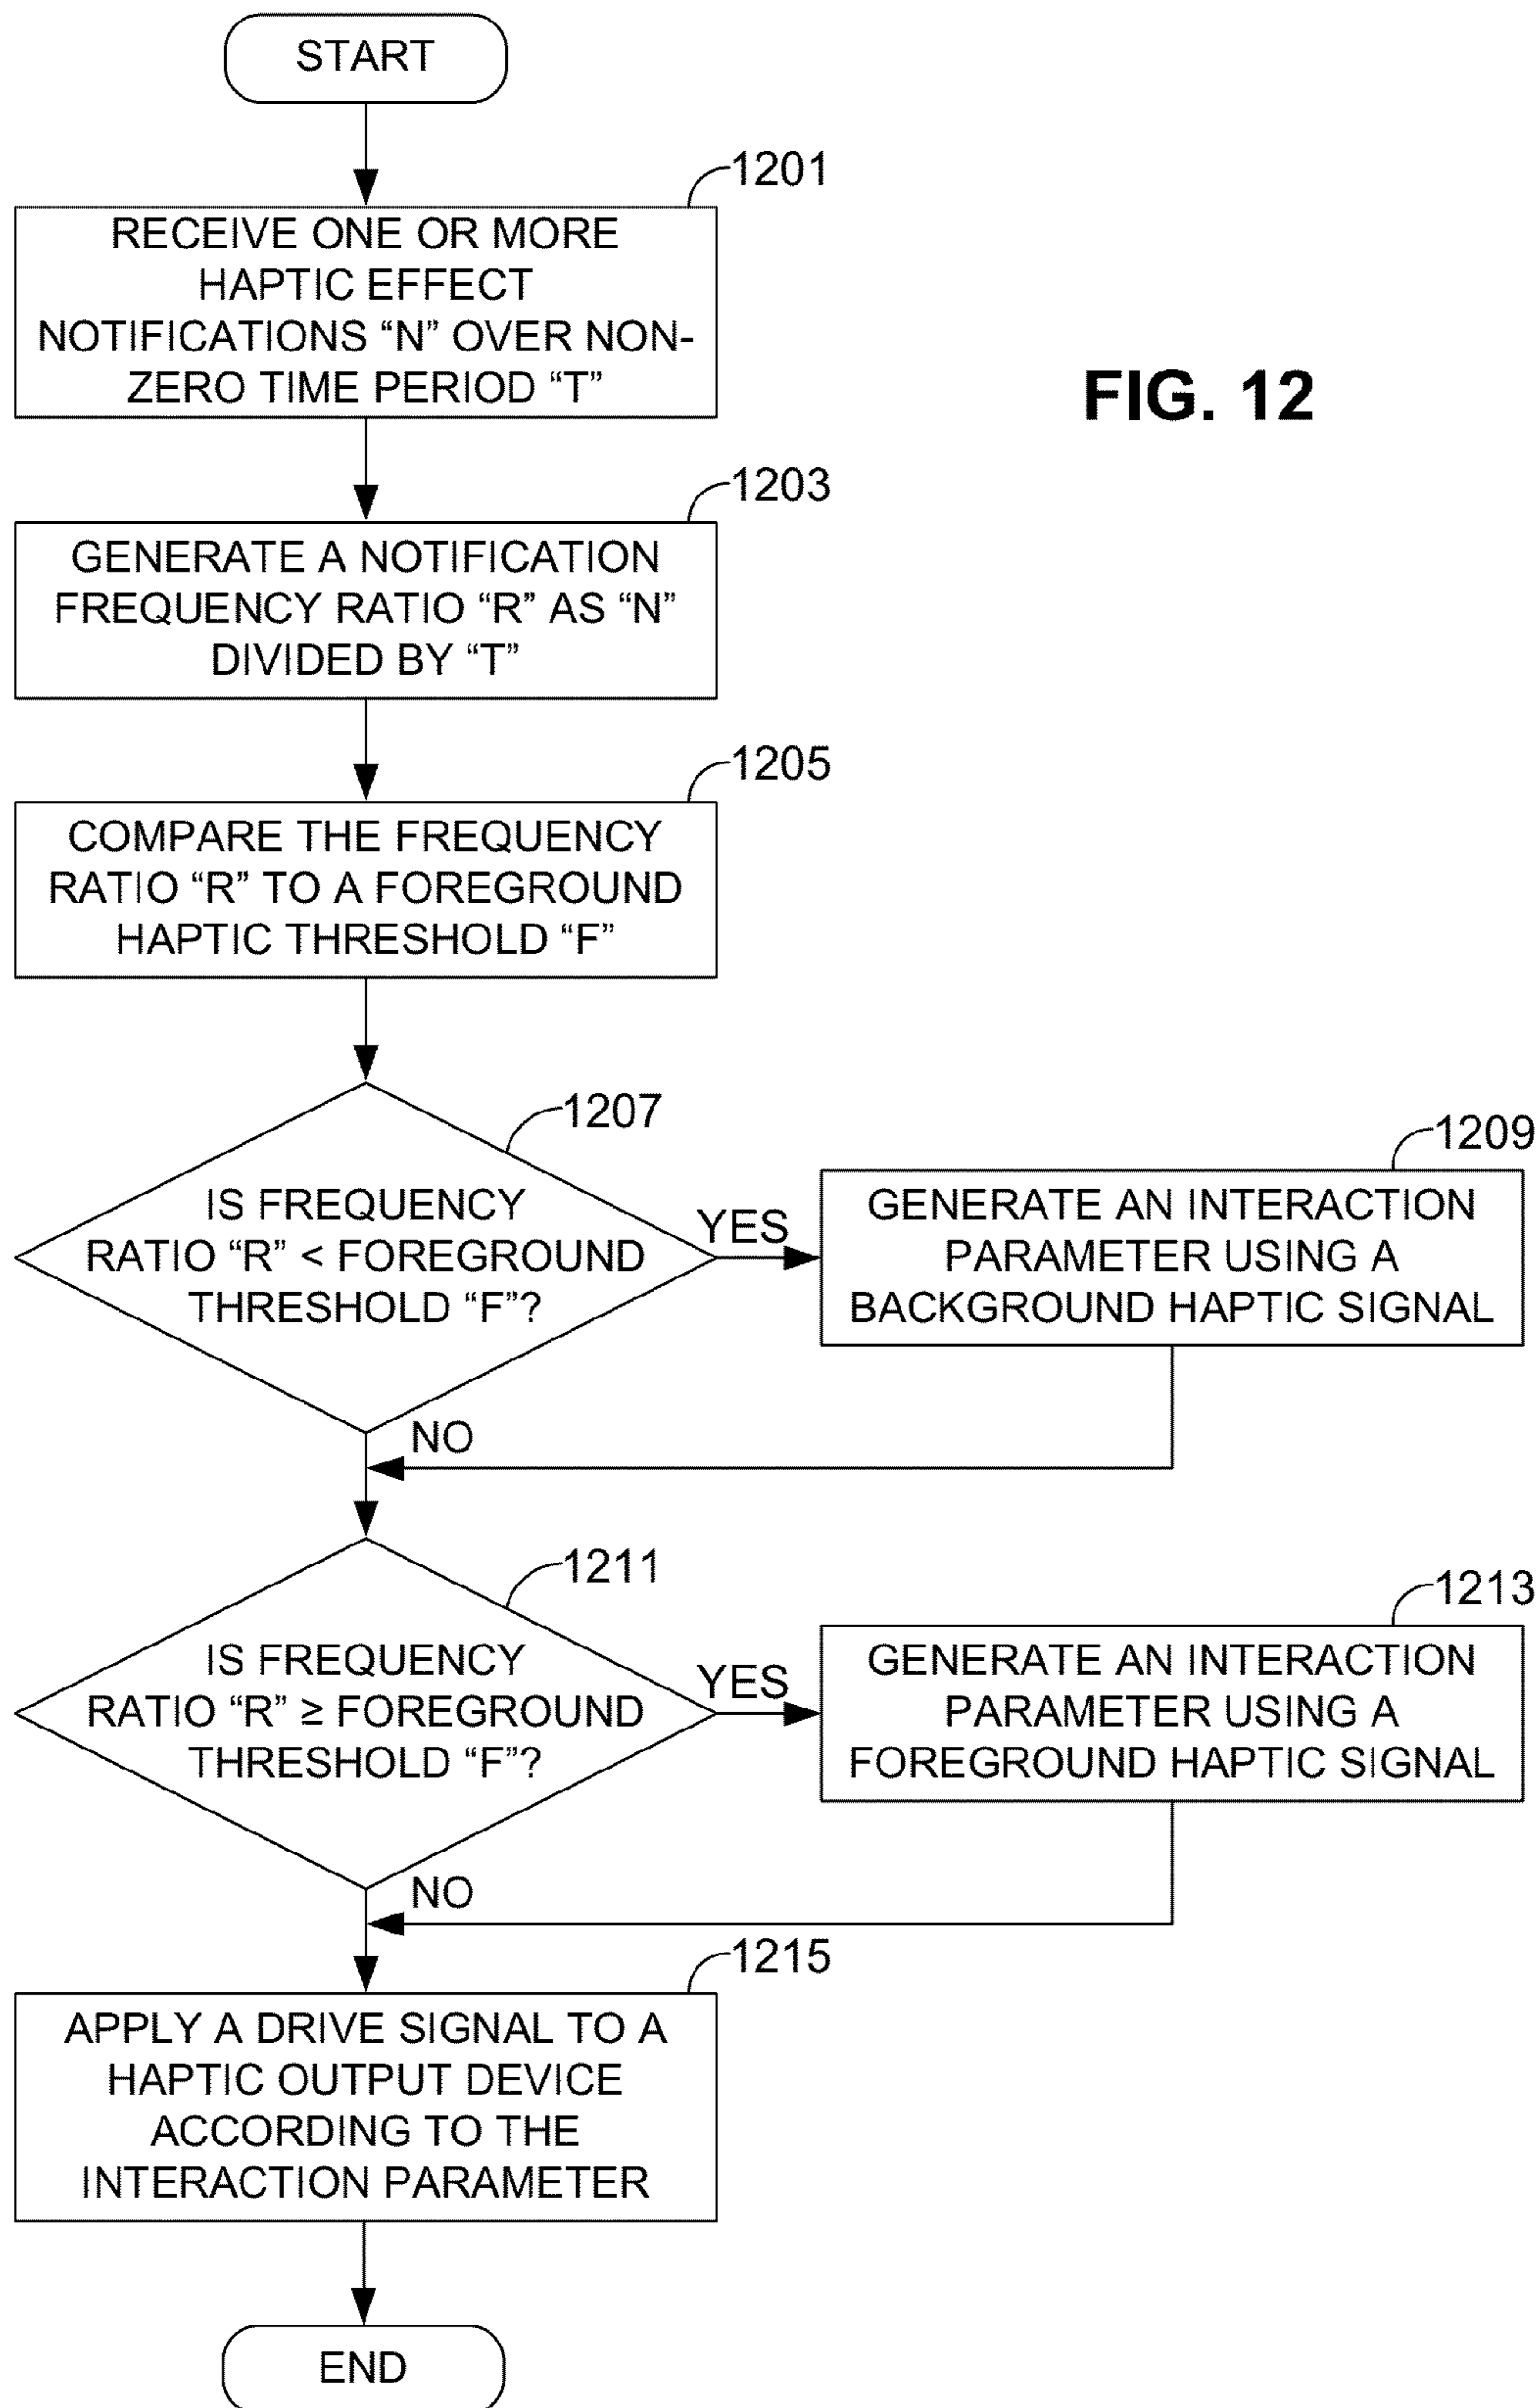 START
1201
RECEIVE ONE OR MORE
HAPTIC EFFECT
NOTIFICATIONS “N” OVER NON-
ZERO TIME PERIOD “T”
FIG. 12
1203
GENERATE A NOTIFICATION
FREQUENCY RATIO “R” AS “N”
DIVIDED BY “T”
1205
COMPARE THE FREQUENCY
RATIO “R” TO A FOREGROUND
HAPTIC THRESHOLD “F”
1207
IS FREQUENCY
RATIO “R” < FOREGROUND
THRESHOLD “F”?
YES
1209
GENERATE AN INTERACTION
PARAMETER USING A
BACKGROUND HAPTIC SIGNAL
NO
1211
IS FREQUENCY
RATIO “R” ≥ FOREGROUND
THRESHOLD “F”?
YES
1213
GENERATE AN INTERACTION
PARAMETER USING A
FOREGROUND HAPTIC SIGNAL
NO
1215
APPLY A DRIVE SIGNAL TO A
HAPTIC OUTPUT DEVICE
ACCORDING TO THE
INTERACTION PARAMETER
END